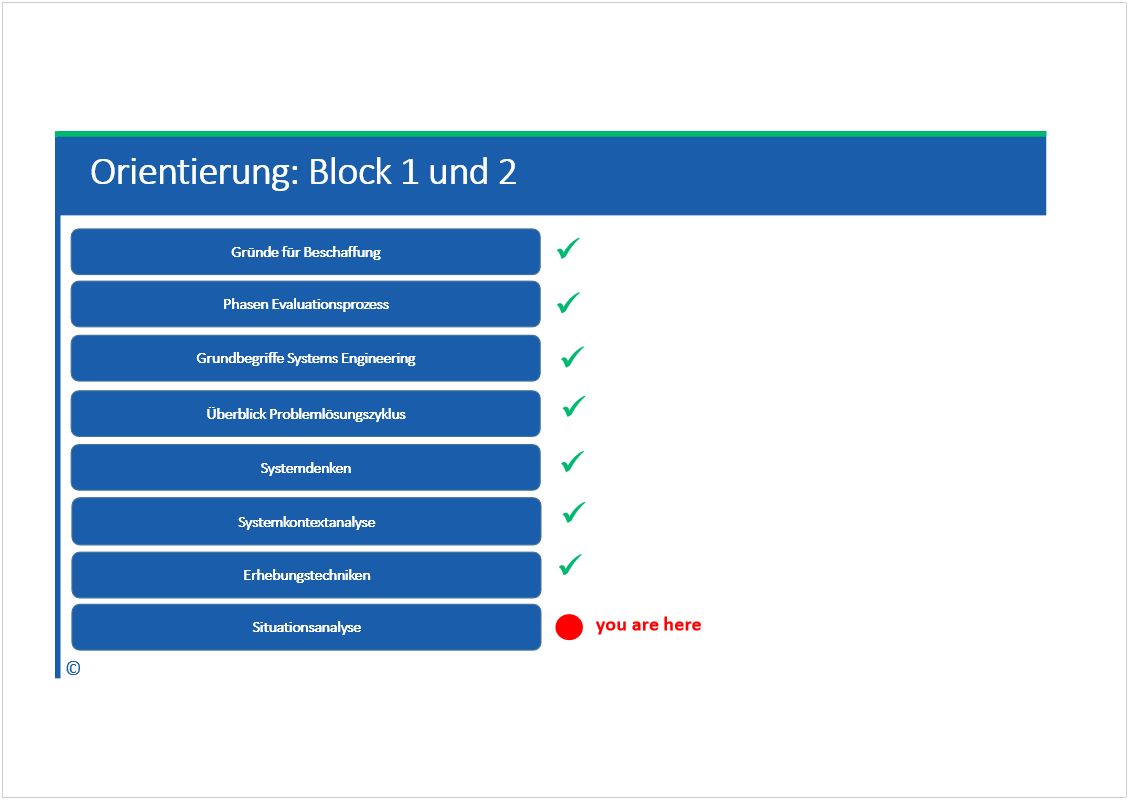 Orientierung: Block 1 und 2
Gründe für Beschaffung
Phasen Evaluationsprozess
Grundbegriffe Systems Engineering
Überblick Problemlösungszyklus
Systemdenken
Systemkontextanalyse
Erhebungstechniken
Situationsanalyse
you are here
©